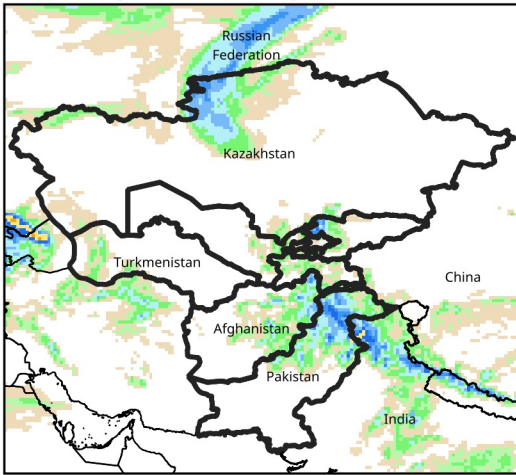 Russian
Federation
Kazakhstan
Turkmenistan
China
Afghanistan
Pakistan
India